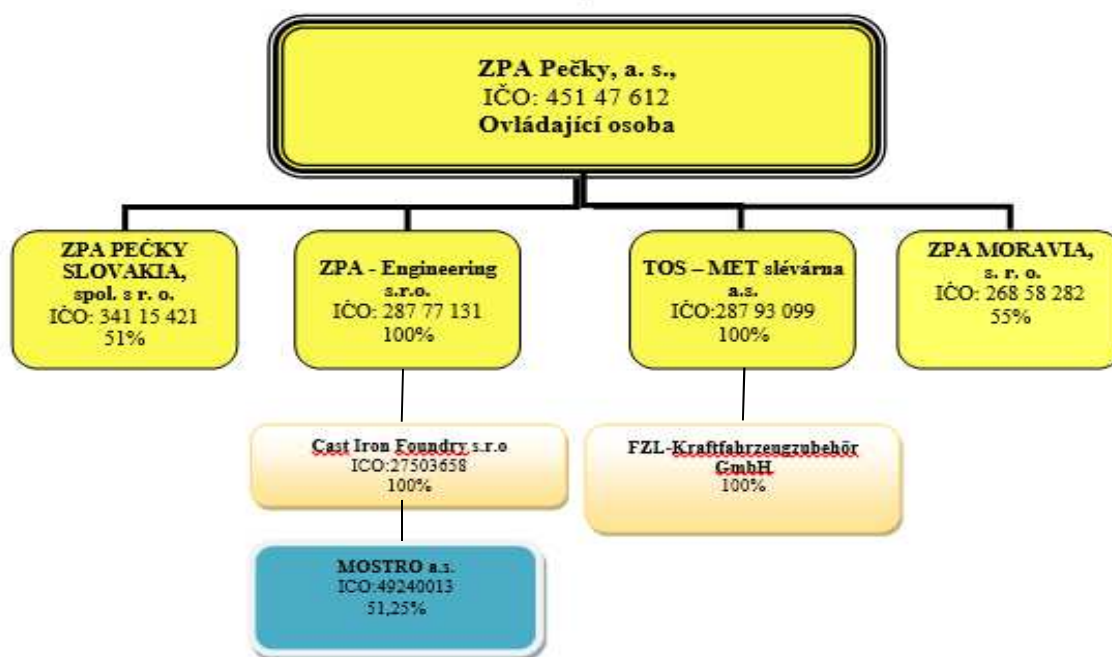 ZPA Pečky, a. s.,
IČO: 451 47 612
Ovládající osoba
ZPA PEČKY
SLOVAKIA,
spol. s r. o.
IČO: 341 15 421
51%
ZPA - Engineering
s.r.o.
IČO: 287 77 131
100%
TOS – MET slévárna
a.s.
IČO:287 93 099
100%
ZPA MORAVIA,
s. r. o.
IČO: 268 58 282
55%
Cast Iron Foundry s.r.o
ICO:27503658
100%
FZL-Kraftfahrzeugzubehör
GmbH
100%
MOSTRO a.s.
ICO:49240013
51,25%